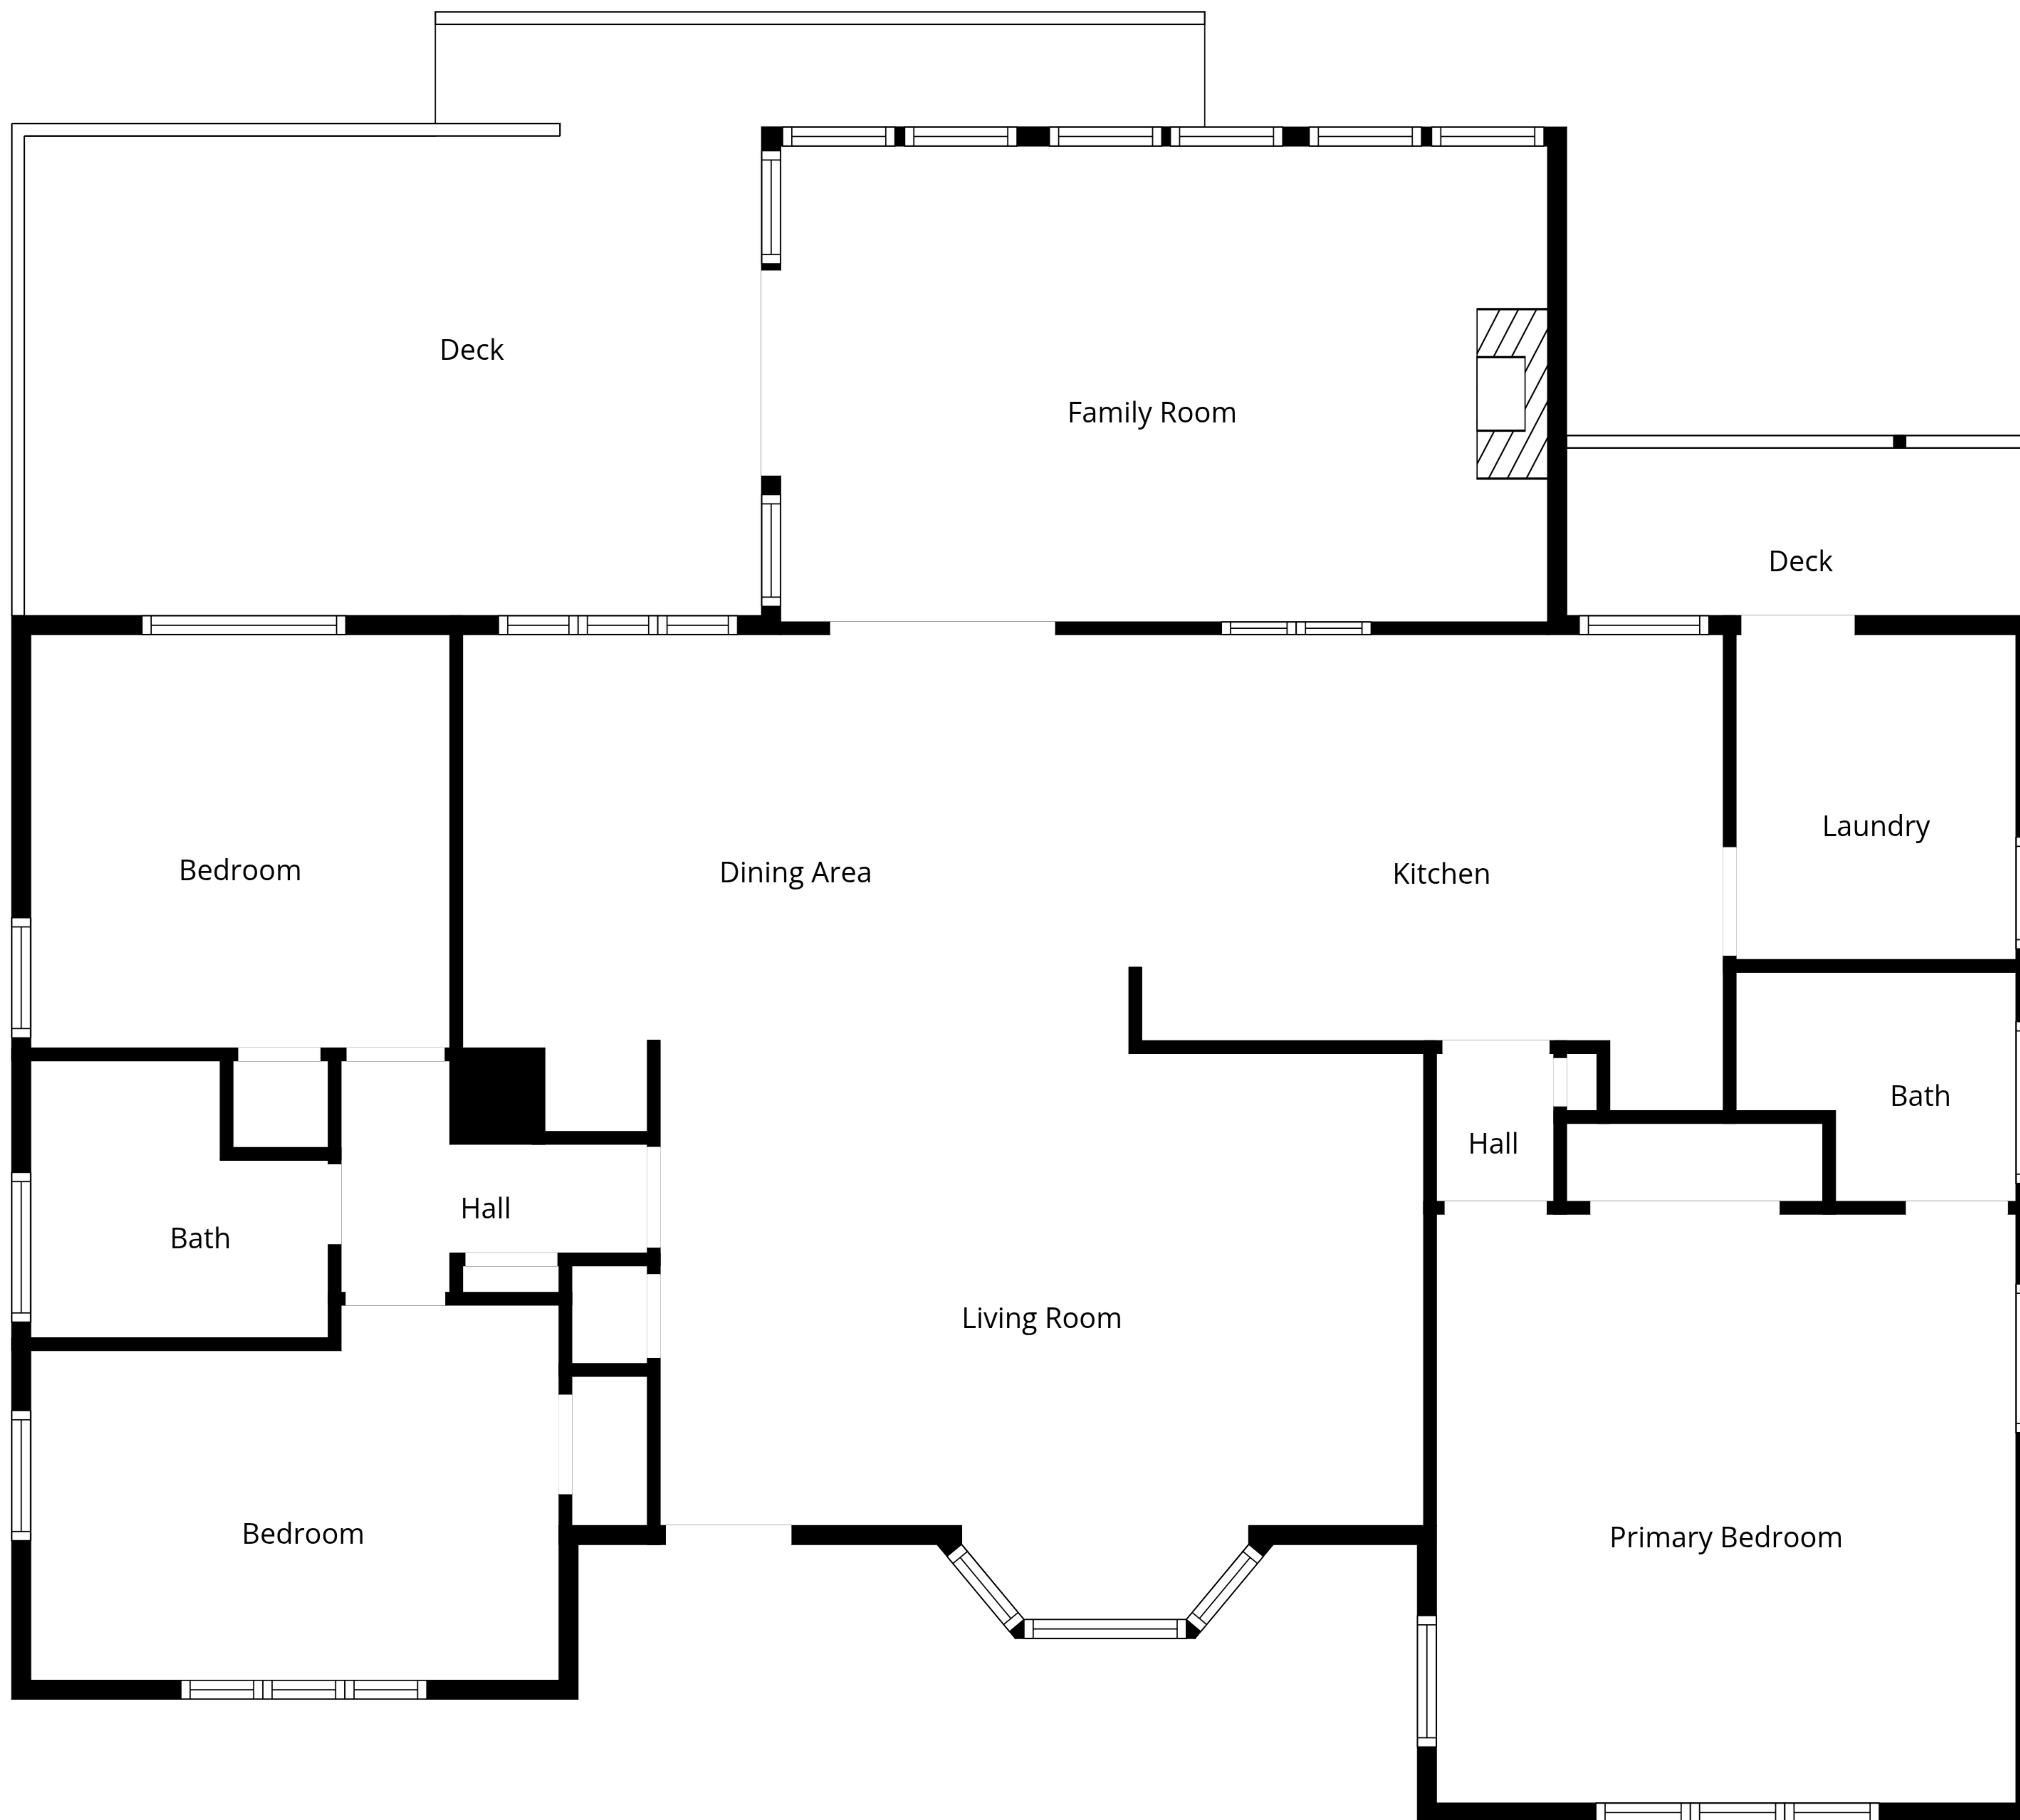 Deck
Family Room
Deck
Bedroom
Dining Area
Kitchen
Laundry
Bath
Hall
Hall
Bath
Living Room
Bedroom
Primary Bedroom